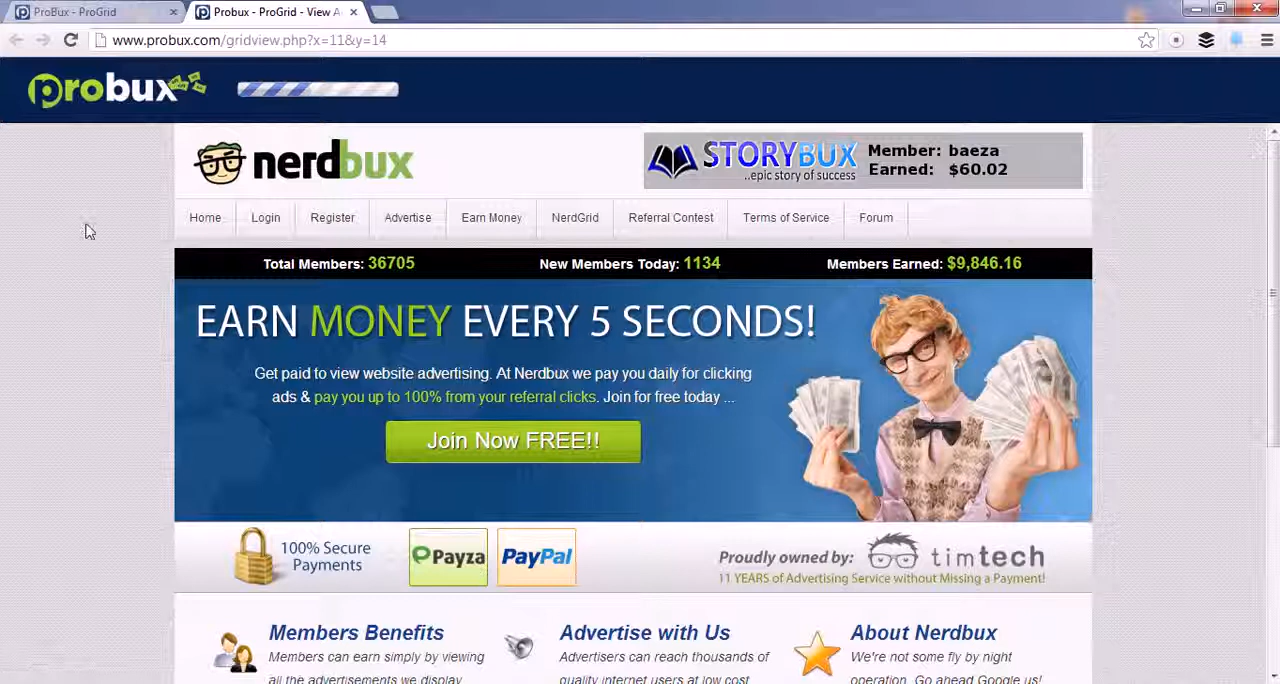 ProBux - ProGrid
Probux - ProGrid - View A
www.probux.com/gridview.php?x=11&y=14
probux
nerdbux
STORYBUX
..epic story of success
Member: baeza
Earned: $60.02
Home Login Register Advertise Earn Money NerdGrid Referral Contest Terms of Service Forum
Total Members: 36705 New Members Today: 1134 Members Earned: $9,846.16
EARN MONEY EVERY 5 SECONDS!
Get paid to view website advertising. At Nerdbux we pay you daily for clicking
ads & pay you up to 100% from your referral clicks. Join for free today ...
Join Now FREE!!
100% Secure
Payments
Payza
PayPal
Proudly owned by: timtech
11 YEARS of Advertising Service without Missing a Payment!
Members Benefits
Members can earn simply by viewing
all the advertisements we display.
Advertise with Us
Advertisers can reach thousands of
quality internet users at low cost
About Nerdbux
We're not some fly by night
operation. Go ahead Google us!